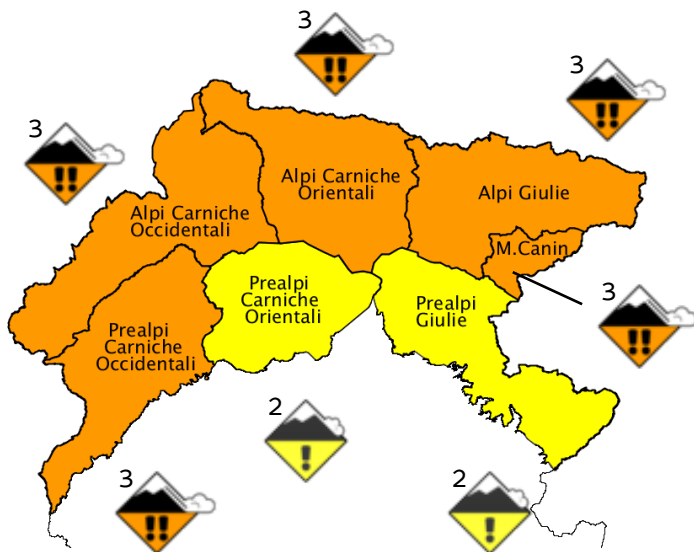 3
3
3
Alpi Carniche
Orientali
Alpi Giulie
Alpi Carniche
Occidentali
M.Canin
Prealpi
Carniche
Orientali
Prealpi
Giulie
3
Prealpi
Carniche
Occidentali
2
3
2